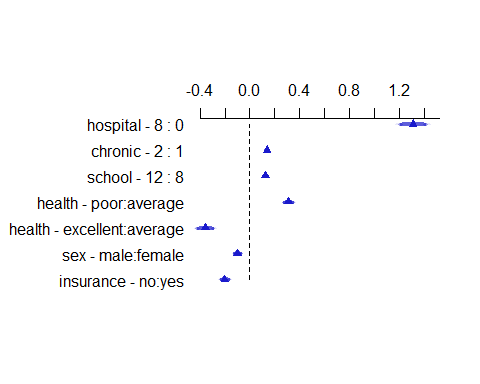 -0.4 0.0 0.4 0.8 1.2
hospital - 8 : 0
chronic - 2 : 1
school - 12 : 8
health - poor:average
health - excellent:average
sex - male:female
insurance - no:yes